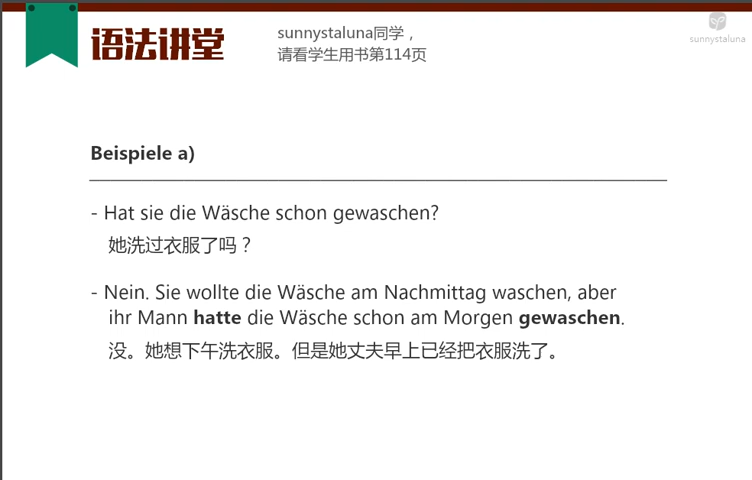 语法讲堂
sunnystaluna同学，
请看学生用书第114页
sunnystaluna
Beispiele a)
- Hat sie die Wäsche schon gewaschen?
她洗过衣服了吗？
- Nein. Sie wollte die Wäsche am Nachmittag waschen, aber
ihr Mann hatte die Wäsche schon am Morgen gewaschen.
没。她想下午洗衣服。但是她丈夫早上已经把衣服洗了。